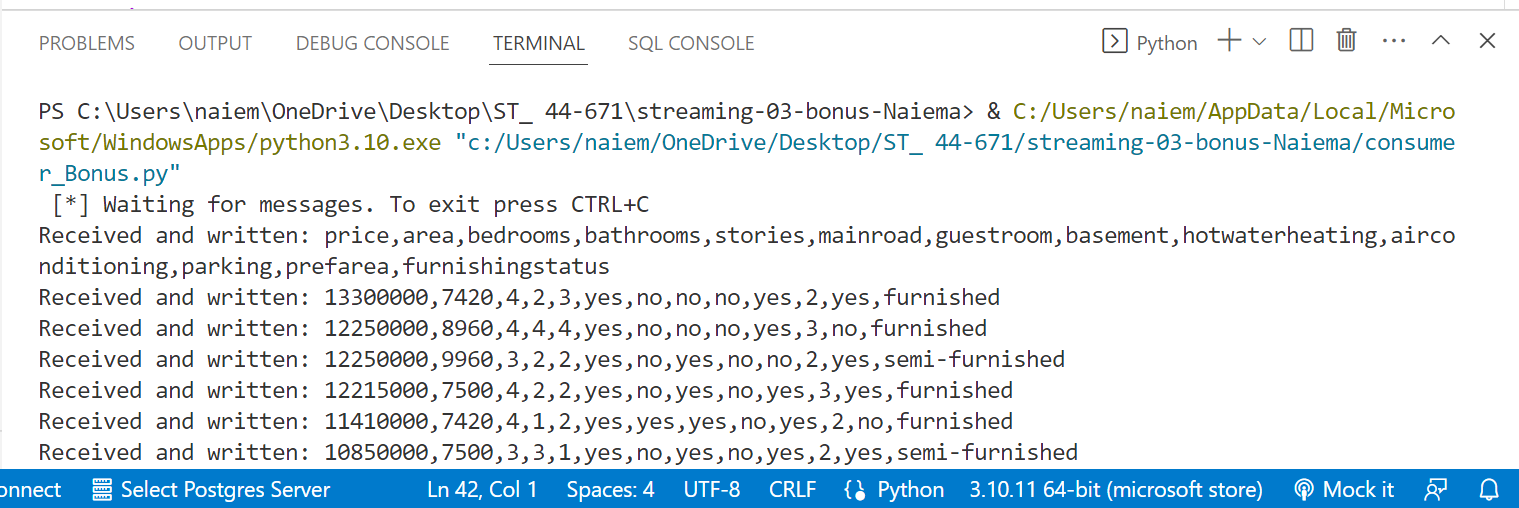 PROBLEMS OUTPUT DEBUG CONSOLE TERMINAL SQL CONSOLE Python
PS C:\Users\naiem\OneDrive\Desktop\ST_ 44-671\streaming-03-bonus-Naiema> & C:/Users/naiem/AppData/Local/Micro
soft/WindowsApps/python3.10.exe "c:/Users/naiem/OneDrive/Desktop/ST_ 44-671/streaming-03-bonus-Naiema/consume
r_Bonus.py"
[*] Waiting for messages. To exit press CTRL+C
Received and written: price,area,bedrooms,bathrooms,stories,mainroad,guestroom,basement,hotwaterheating,airco
nditioning,parking,prefarea,furnishingstatus
Received and written: 13300000,7420,4,2,3,yes,no,no,no,yes,2,yes,furnished
Received and written: 12250000,8960,4,4,4,yes,no,no,no,yes,3,no,furnished
Received and written: 12250000,9960,3,2,2,yes,no,yes,no,no,2,yes,semi-furnished
Received and written: 12215000,7500,4,2,2,yes,no,yes,no,yes,3,yes,furnished
Received and written: 11410000,7420,4,1,2,yes,yes,yes,no,yes,2,no,furnished
Received and written: 10850000,7500,3,3,1,yes,no,yes,no,yes,2,yes,semi-furnished
onnect Select Postgres Server Ln 42, Col 1 Spaces: 4 UTF-8 CRLF Python 3.10.11 64-bit (microsoft store) Mock it